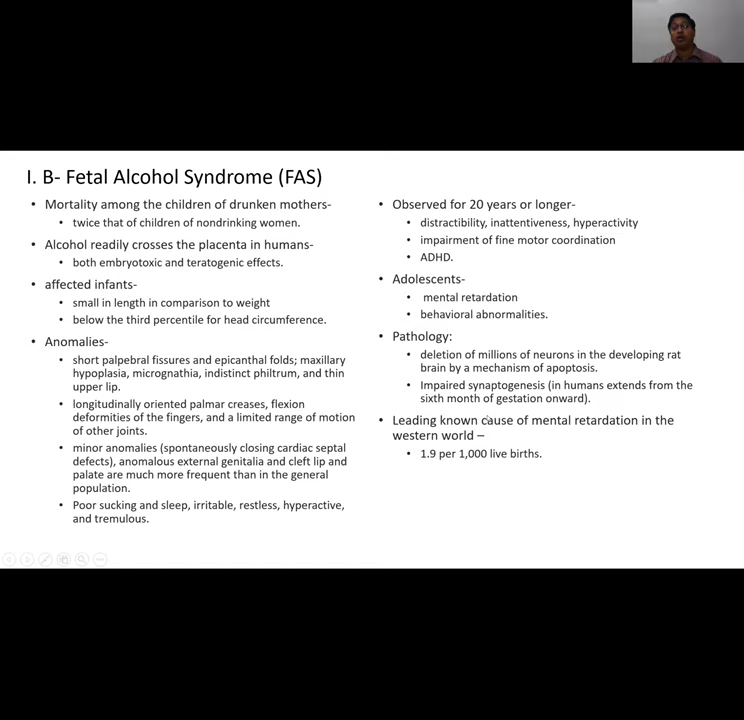 I. B- Fetal Alcohol Syndrome (FAS)
• Mortality among the children of drunken mothers-
• twice that of children of nondrinking women.
• Alcohol readily crosses the placenta in humans-
• both embryotoxic and teratogenic effects.
• affected infants-
• small in length in comparison to weight
• below the third percentile for head circumference.
• Anomalies-
• short palpebral fissures and epicanthal folds; maxillary
hypoplasia, micrognathia, indistinct philtrum, and thin
upper lip.
• longitudinally oriented palmar creases, flexion
deformities of the fingers, and a limited range of motion
of other joints.
• minor anomalies (spontaneously closing cardiac septal
defects), anomalous external genitalia and cleft lip and
palate are much more frequent than in the general
population.
• Poor sucking and sleep, irritable, restless, hyperactive,
and tremulous.
• Observed for 20 years or longer-
• distractibility, inattentiveness, hyperactivity
• impairment of fine motor coordination
• ADHD.
• Adolescents-
• mental retardation
• behavioral abnormalities.
• Pathology:
• deletion of millions of neurons in the developing rat
brain by a mechanism of apoptosis.
• Impaired synaptogenesis (in humans extends from the
sixth month of gestation onward).
• Leading known cause of mental retardation in the
western world –
• 1.9 per 1,000 live births.